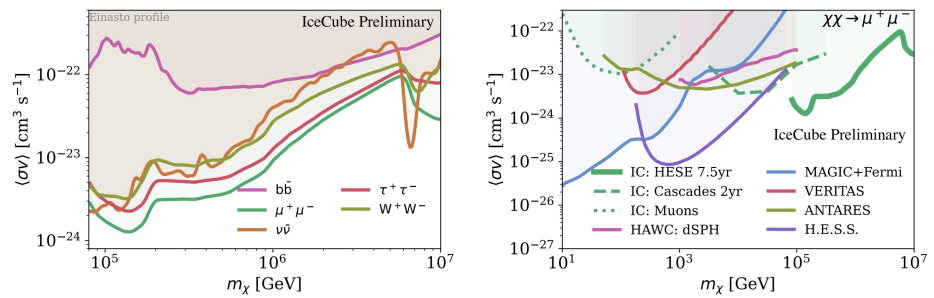 Einasto profile
IceCube Preliminary
⟨σv⟩ [cm³ s⁻¹]
10⁻²²
10⁻²³
10⁻²⁴
bb̄
μ⁺μ⁻
νν̄
τ⁺τ⁻
W⁺W⁻
10⁵
10⁶
10⁷
mχ [GeV]
χχ→μ⁺μ⁻
⟨σv⟩ [cm³ s⁻¹]
10⁻²²
10⁻²³
10⁻²⁴
10⁻²⁵
10⁻²⁶
10⁻²⁷
IceCube Preliminary
IC: HESE 7.5yr
IC: Cascades 2yr
IC: Muons
HAWC: dSPH
MAGIC+Fermi
VERITAS
ANTARES
H.E.S.S.
10¹
10³
10⁵
10⁷
mχ [GeV]